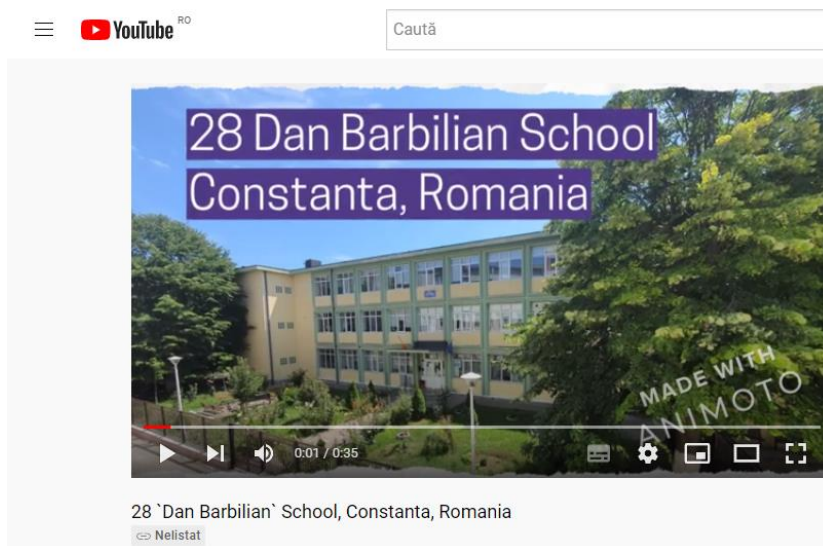 YouTube RO
Caută
28 Dan Barbilian School
Constanta, Romania
MADE WITH
ANIMOTO
0:01 / 0:35
28 `Dan Barbilian` School, Constanta, Romania
Nelistat